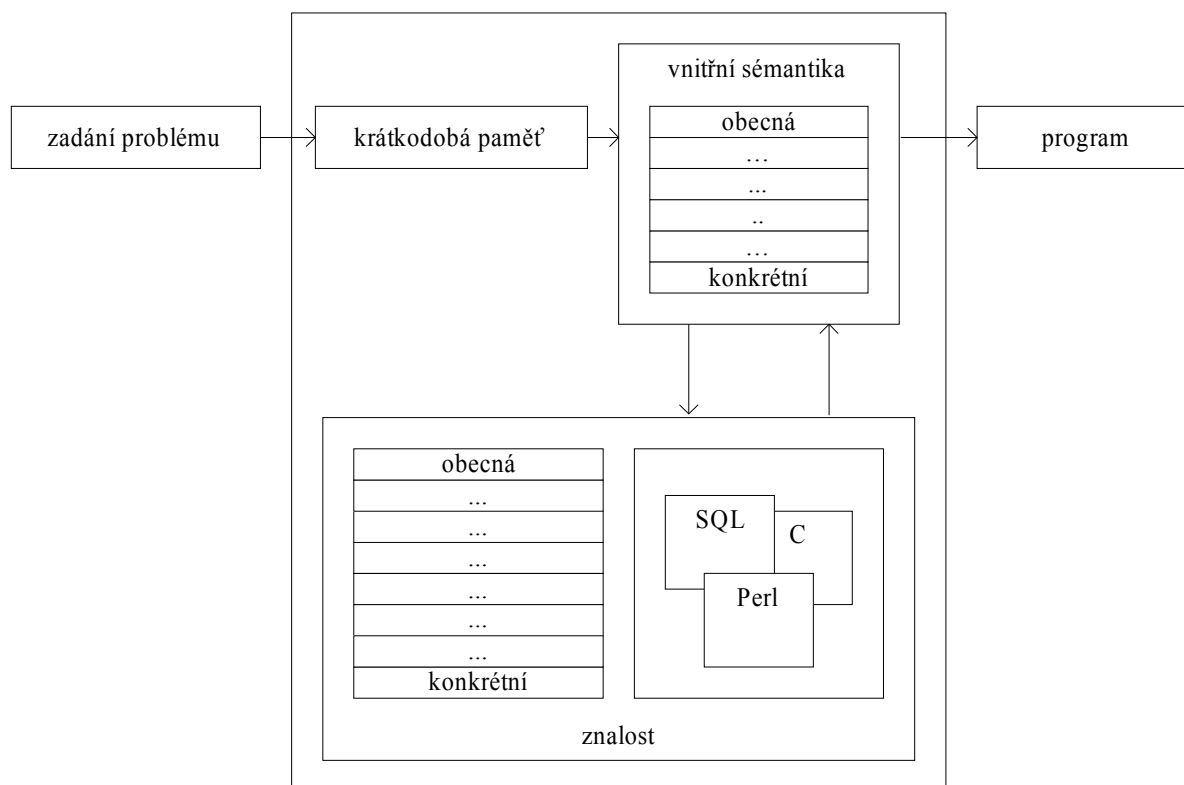 vnitřní sémantika
zadání problému
krátkodobá paměť
obecná
...
...
..
...
konkrétní
program
obecná
...
...
...
...
...
...
konkrétní
SQL
C
Perl
znalost